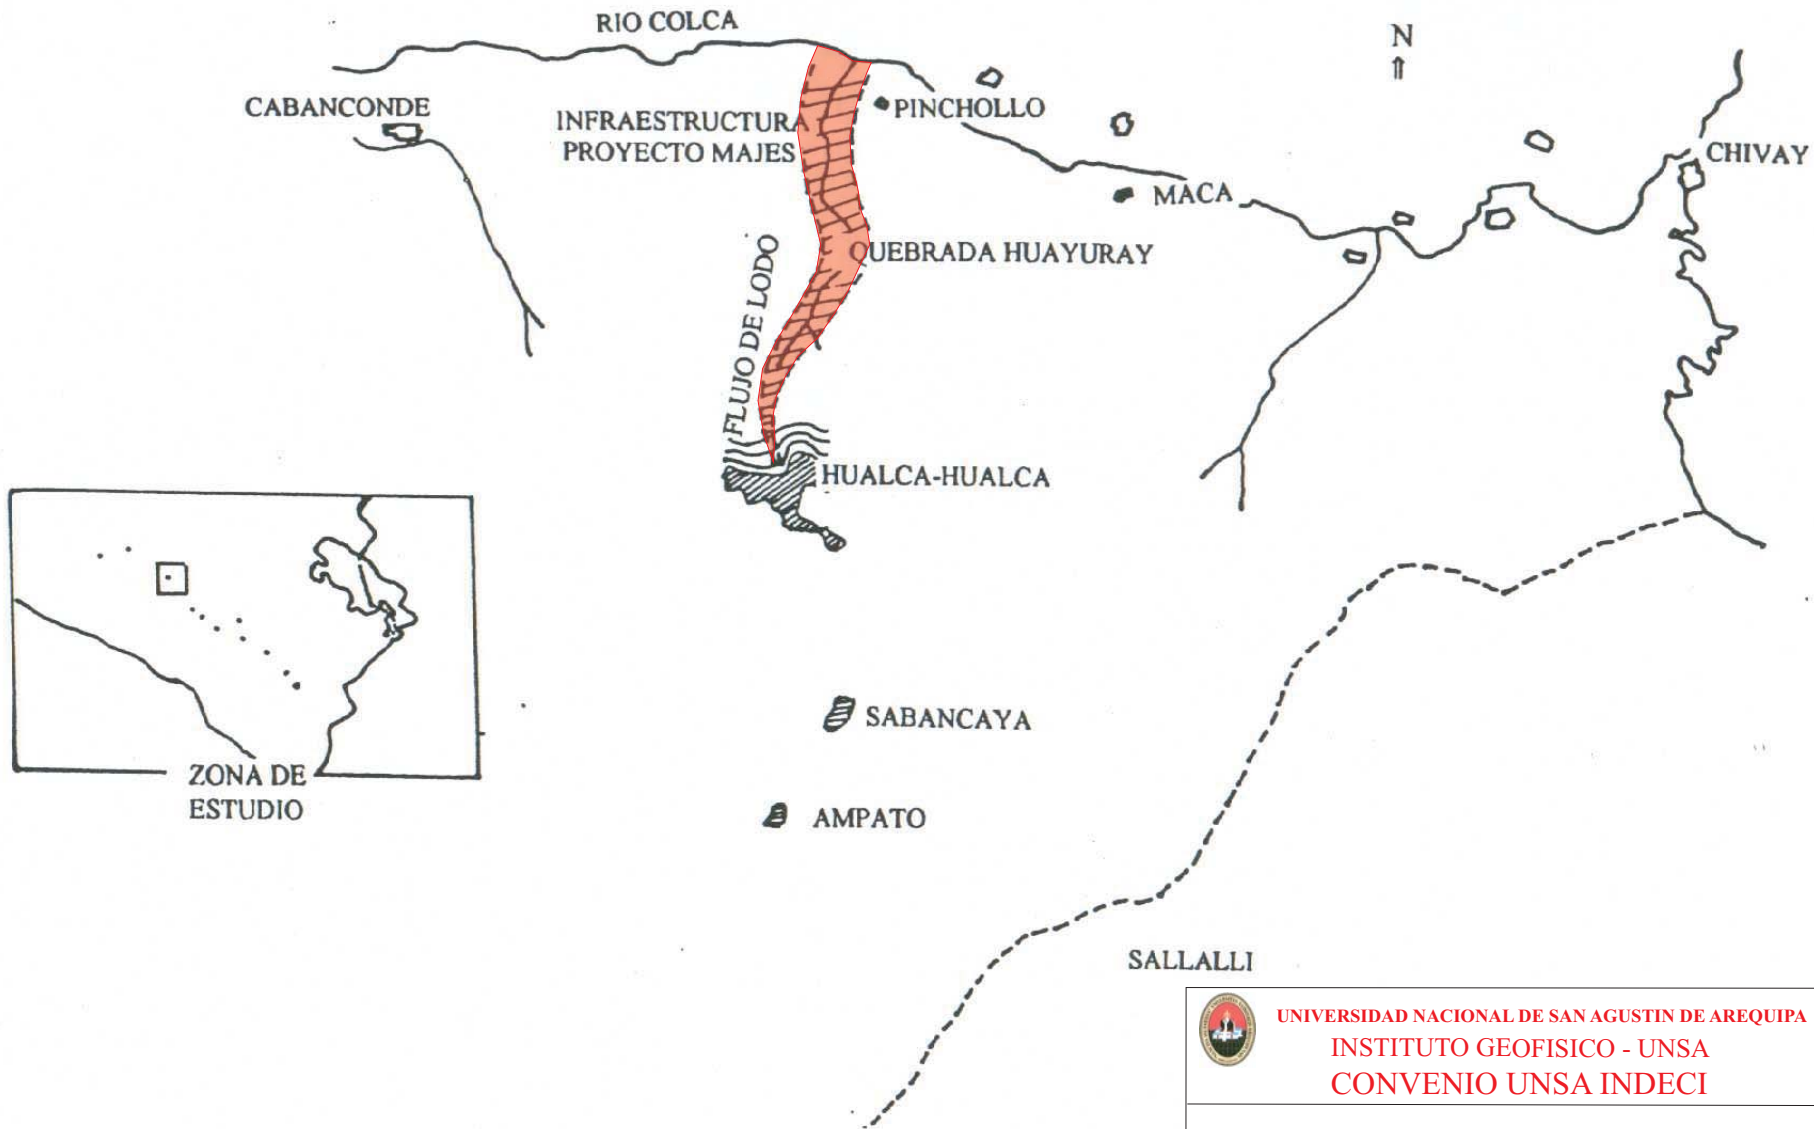 RIO COLCA
N
CABANCONDE
INFRAESTRUCTURA
PROYECTO MAJES
PINCHOLLO
CHIVAY
MACA
QUEBRADA HUAYURAY
FLUJO DE LODO
HUALCA-HUALCA
SABANCAYA
ZONA DE
ESTUDIO
AMPATO
SALLALLI
UNIVERSIDAD NACIONAL DE SAN AGUSTIN DE AREQUIPA
INSTITUTO GEOFISICO - UNSA
CONVENIO UNSA INDECI